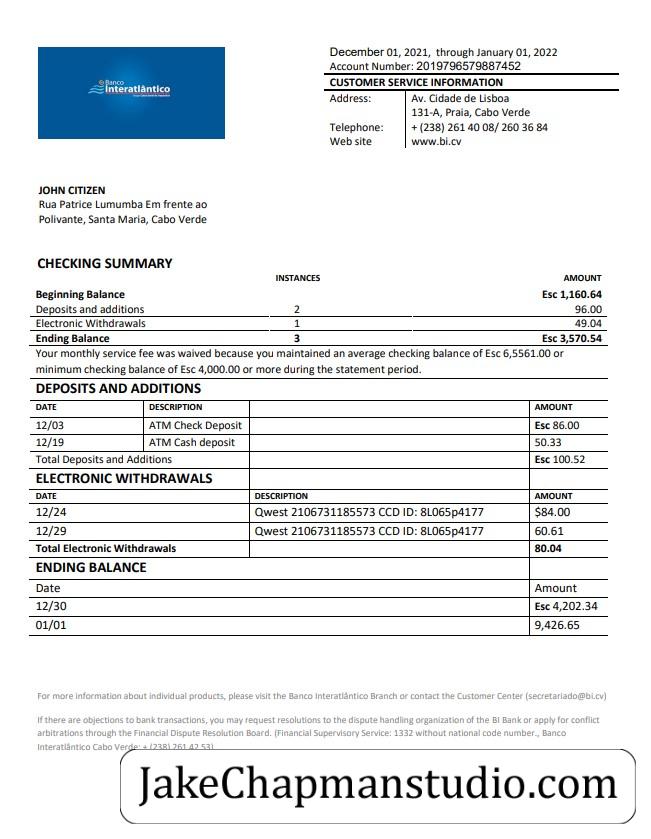 Banco
Interatlântico
December 01, 2021, through January 01, 2022
Account Number: 2019796579887452
CUSTOMER SERVICE INFORMATION
Address: Av. Cidade de Lisboa
131-A, Praia, Cabo Verde
Telephone: + (238) 261 40 08/ 260 36 84
Web site www.bi.cv
JOHN CITIZEN
Rua Patrice Lumumba Em frente ao
Polivante, Santa Maria, Cabo Verde
CHECKING SUMMARY
INSTANCES AMOUNT
Beginning Balance Esc 1,160.64
Deposits and additions 2 96.00
Electronic Withdrawals 1 49.04
Ending Balance 3 Esc 3,570.54
Your monthly service fee was waived because you maintained an average checking balance of Esc 6,5561.00 or
minimum checking balance of Esc 4,000.00 or more during the statement period.
DEPOSITS AND ADDITIONS
DATE DESCRIPTION AMOUNT
12/03 ATM Check Deposit Esc 86.00
12/19 ATM Cash deposit 50.33
Total Deposits and Additions Esc 100.52
ELECTRONIC WITHDRAWALS
DATE DESCRIPTION AMOUNT
12/24 Qwest 2106731185573 CCD ID: 8L065p4177 $84.00
12/29 Qwest 2106731185573 CCD ID: 8L065p4177 60.61
Total Electronic Withdrawals 80.04
ENDING BALANCE
Date Amount
12/30 Esc 4,202.34
01/01 9,426.65
For more information about individual products, please visit the Banco Interatlântico Branch or contact the Customer Center (secretariado@bi.cv)
If there are objections to bank transactions, you may request resolutions to the dispute handling organization of the BI Bank or apply for conflict
arbitrations through the Financial Dispute Resolution Board. (Financial Supervisory Service: 1332 without national code number., Banco
Interatlântico Cabo Verde: + (238) 261 42 53)
JakeChapmanstudio.com